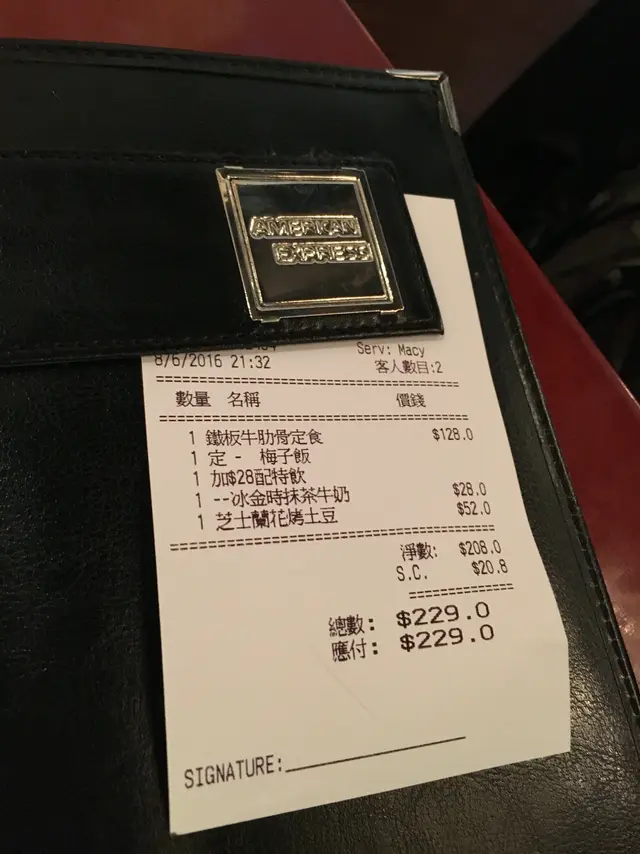 AMERICAN
EXPRESS
Serv: Macy
8/6/2016 21:32 客人數目:2
==========================================
數量 名稱 價錢
==========================================
1 鐵板牛肋骨定食 $128.0
1 定 - 梅子飯
1 加$28配特飲
1 --冰金時抹茶牛奶 $28.0
1 芝士蘭花烤土豆 $52.0
==========================================
淨數: $208.0
S.C. $20.8
==============
總數: $229.0
應付: $229.0
SIGNATURE:____________________